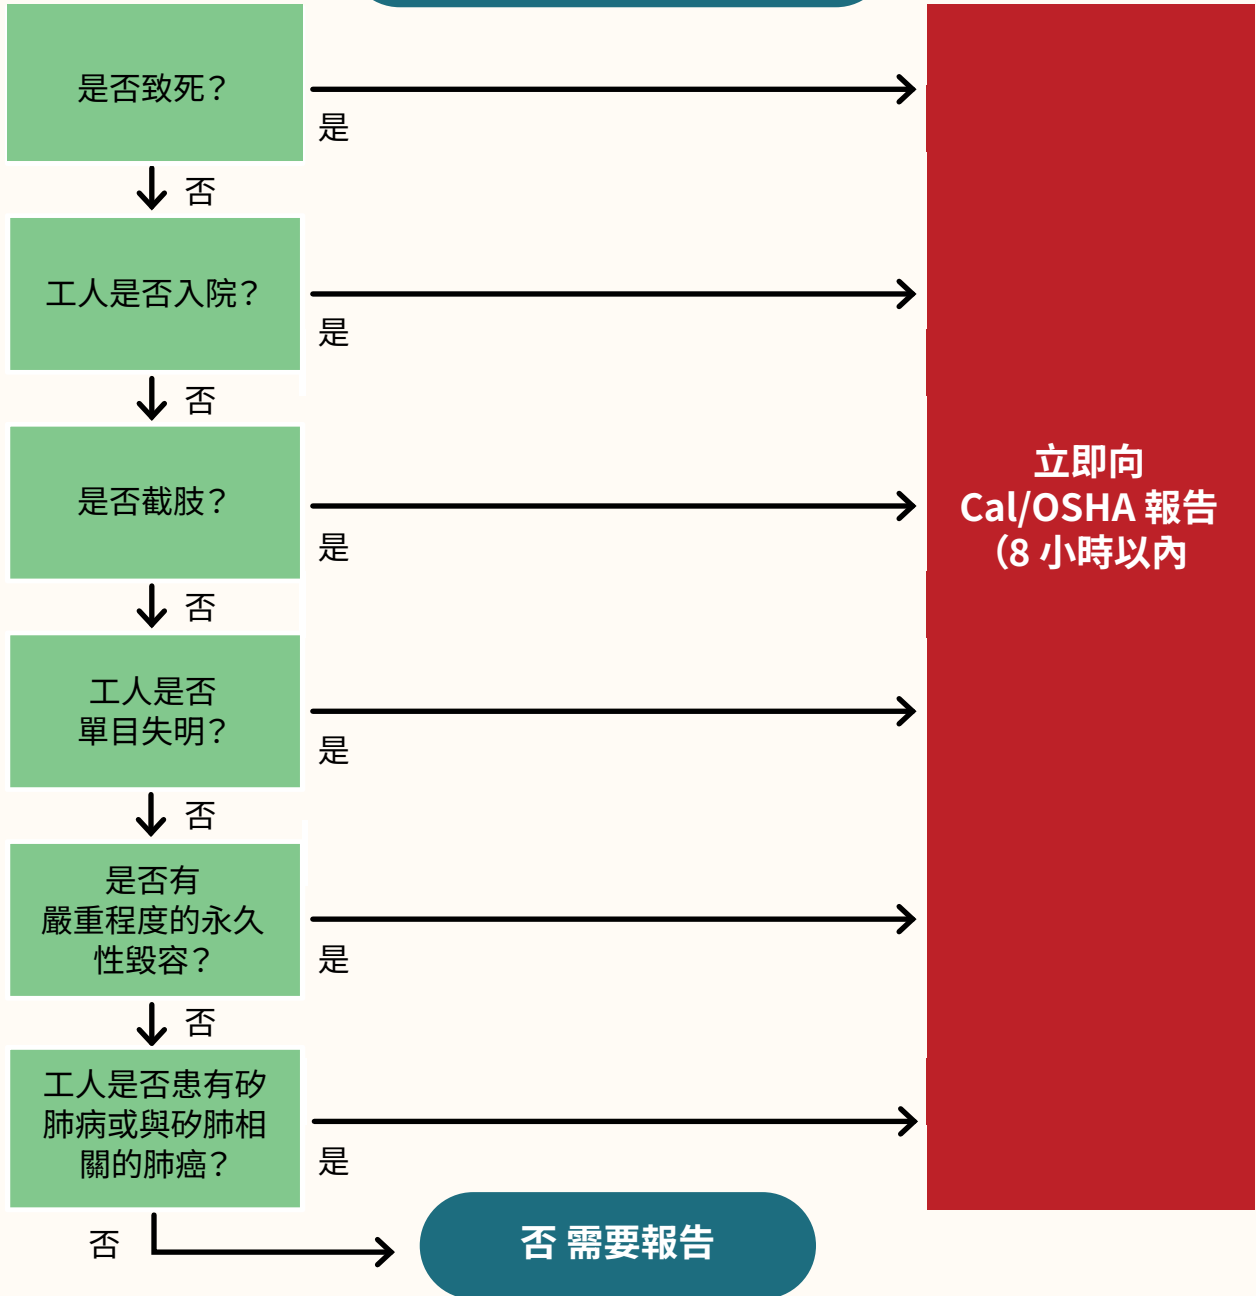 是否致死？
是
否
工人是否入院？
是
否
是否截肢？
是
否
工人是否
單目失明？
是
否
是否有
嚴重程度的永久
性毀容？
是
否
工人是否患有矽
肺病或與矽肺相
關的肺癌？
是
否
立即向
Cal/OSHA 報告
（8 小時以內
否 需要報告